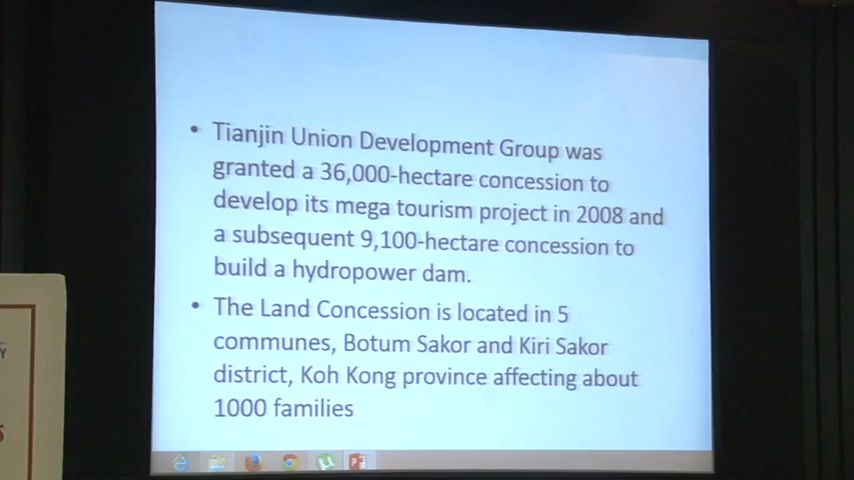 • Tianjin Union Development Group was
granted a 36,000-hectare concession to
develop its mega tourism project in 2008 and
a subsequent 9,100-hectare concession to
build a hydropower dam.
• The Land Concession is located in 5
communes, Botum Sakor and Kiri Sakor
district, Koh Kong province affecting about
1000 families